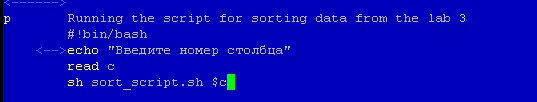 <------>
p       Running the script for sorting data from the lab 3
        #!bin/bash
    <-->echo "Введите номер столбца"
        read c
        sh sort_script.sh $c